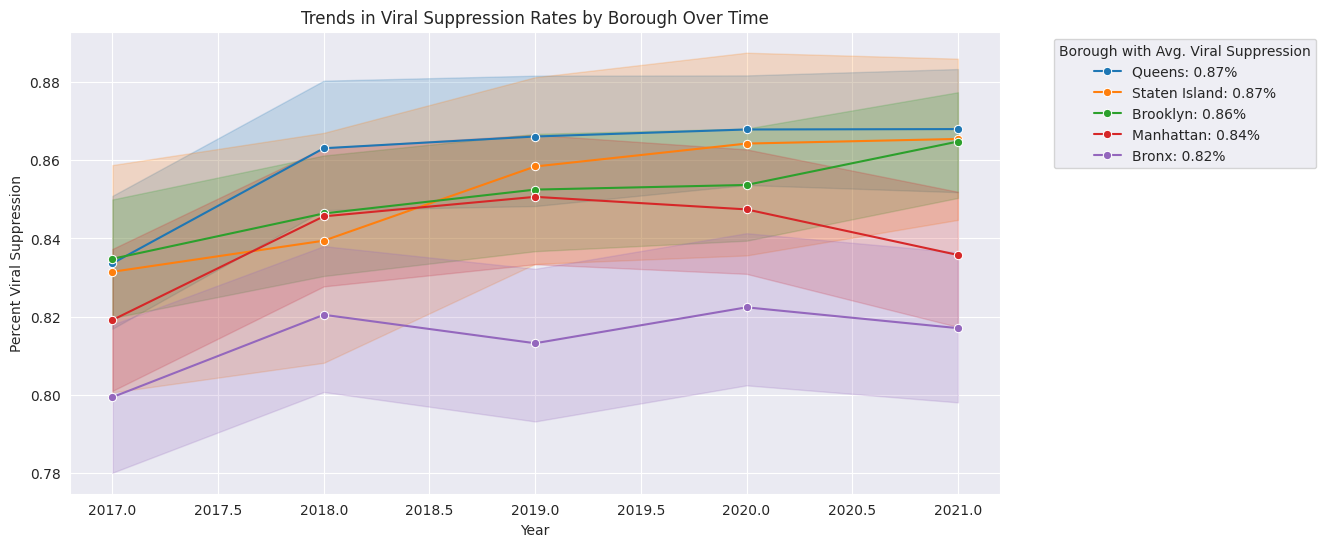 Trends in Viral Suppression Rates by Borough Over Time
Percent Viral Suppression
0.88
0.86
0.84
0.82
0.80
0.78
2017.0 2017.5 2018.0 2018.5 2019.0 2019.5 2020.0 2020.5 2021.0
Year
Borough with Avg. Viral Suppression
Queens: 0.87%
Staten Island: 0.87%
Brooklyn: 0.86%
Manhattan: 0.84%
Bronx: 0.82%